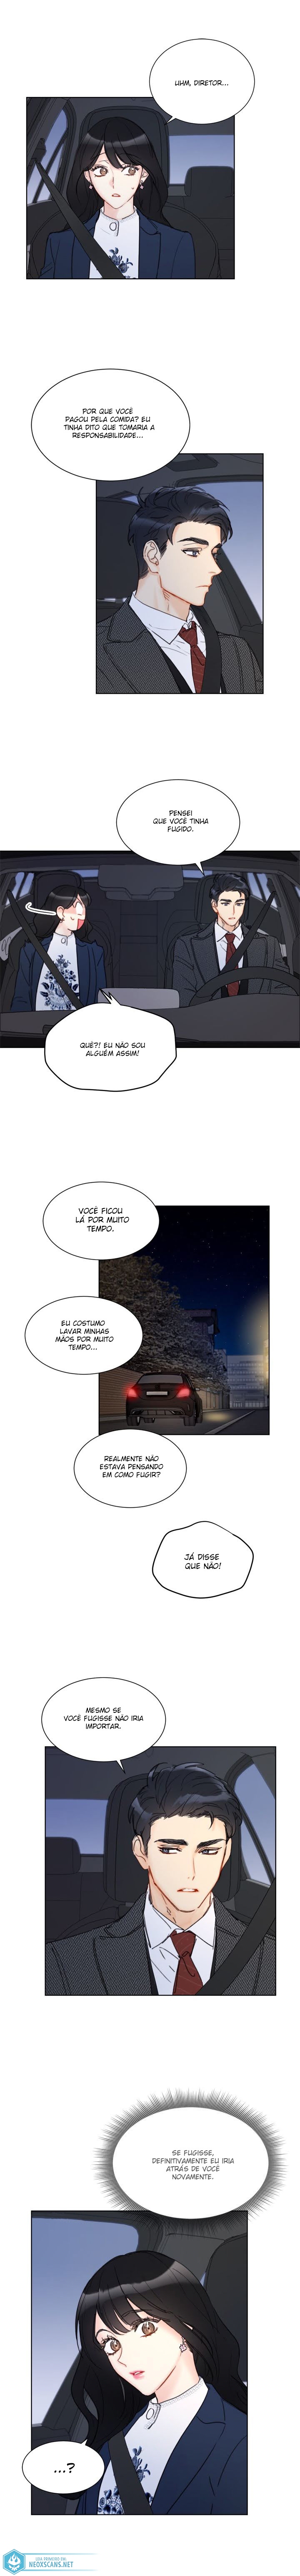 UHM, DIRETOR...
POR QUE VOCÊ
PAGOU PELA COMIDA? EU
TINHA DITO QUE TOMARIA A
RESPONSABILIDADE...
PENSEI
QUE VOCÊ TINHA
FUGIDO.
QUÊ?! EU NÃO SOU
ALGUÉM ASSIM!
VOCÊ FICOU
LÁ POR MUITO
TEMPO.
EU COSTUMO
LAVAR MINHAS
MÃOS POR MUITO
TEMPO...
REALMENTE NÃO
ESTAVA PENSANDO
EM COMO FUGIR?
JÁ DISSE
QUE NÃO!
MESMO SE
VOCÊ FUGISSE NÃO IRIA
IMPORTAR.
SE FUGISSE,
DEFINITIVAMENTE EU IRIA
ATRÁS DE VOCÊ
NOVAMENTE.
...?
LEIA PRIMEIRO EM
NEOXSCANS.NET